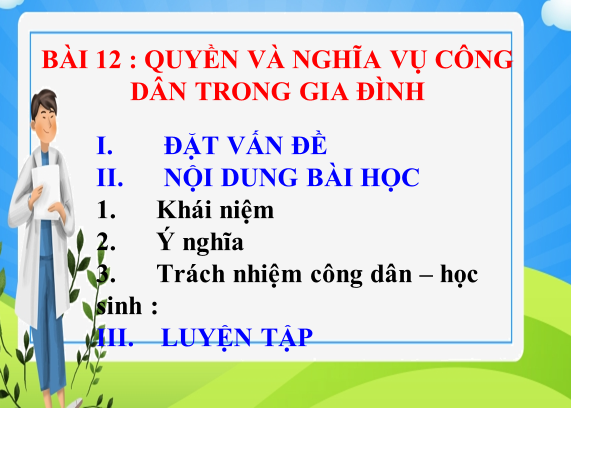 BÀI 12 : QUYỀN VÀ NGHĨA VỤ CÔNG
DÂN TRONG GIA ĐÌNH
I. ĐẶT VẤN ĐỀ
II. NỘI DUNG BÀI HỌC
1. Khái niệm
2. Ý nghĩa
3. Trách nhiệm công dân – học
sinh :
III. LUYỆN TẬP